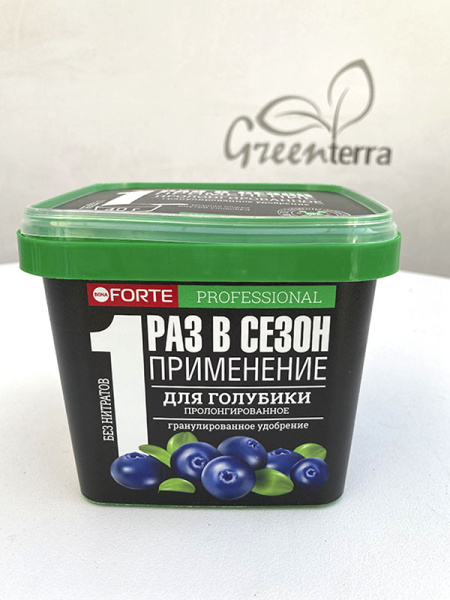 Greenterra
BONA FORTE PROFESSIONAL
1 РАЗ В СЕЗОН
ПРИМЕНЕНИЕ
ДЛЯ ГОЛУБИКИ
ПРОЛОНГИРОВАННОЕ
гранулированное удобрение
БЕЗ НИТРАТОВ